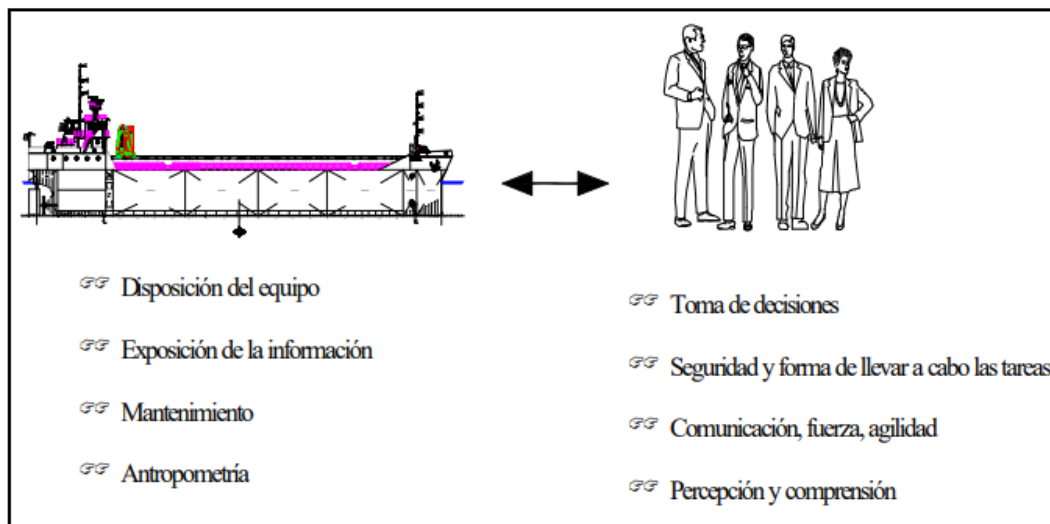 Disposición del equipo
Exposición de la información
Mantenimiento
Antropometría
Toma de decisiones
Seguridad y forma de llevar a cabo las tareas
Comunicación, fuerza, agilidad
Percepción y comprensión